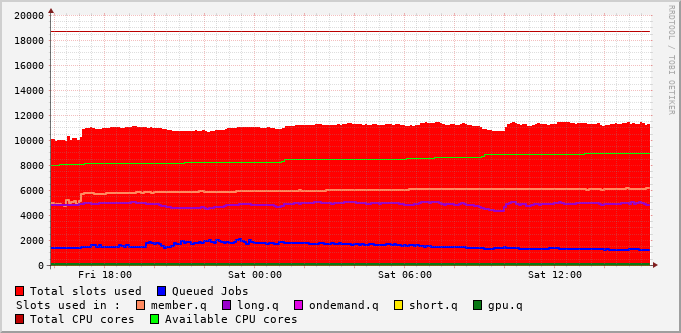 RRDTOOL / TOBI OETIKER
20000
18000
16000
14000
12000
10000
8000
6000
4000
2000
0
Fri 18:00 Sat 00:00 Sat 06:00 Sat 12:00
Total slots used Queued Jobs
Slots used in : member.q long.q ondemand.q short.q gpu.q
Total CPU cores Available CPU cores